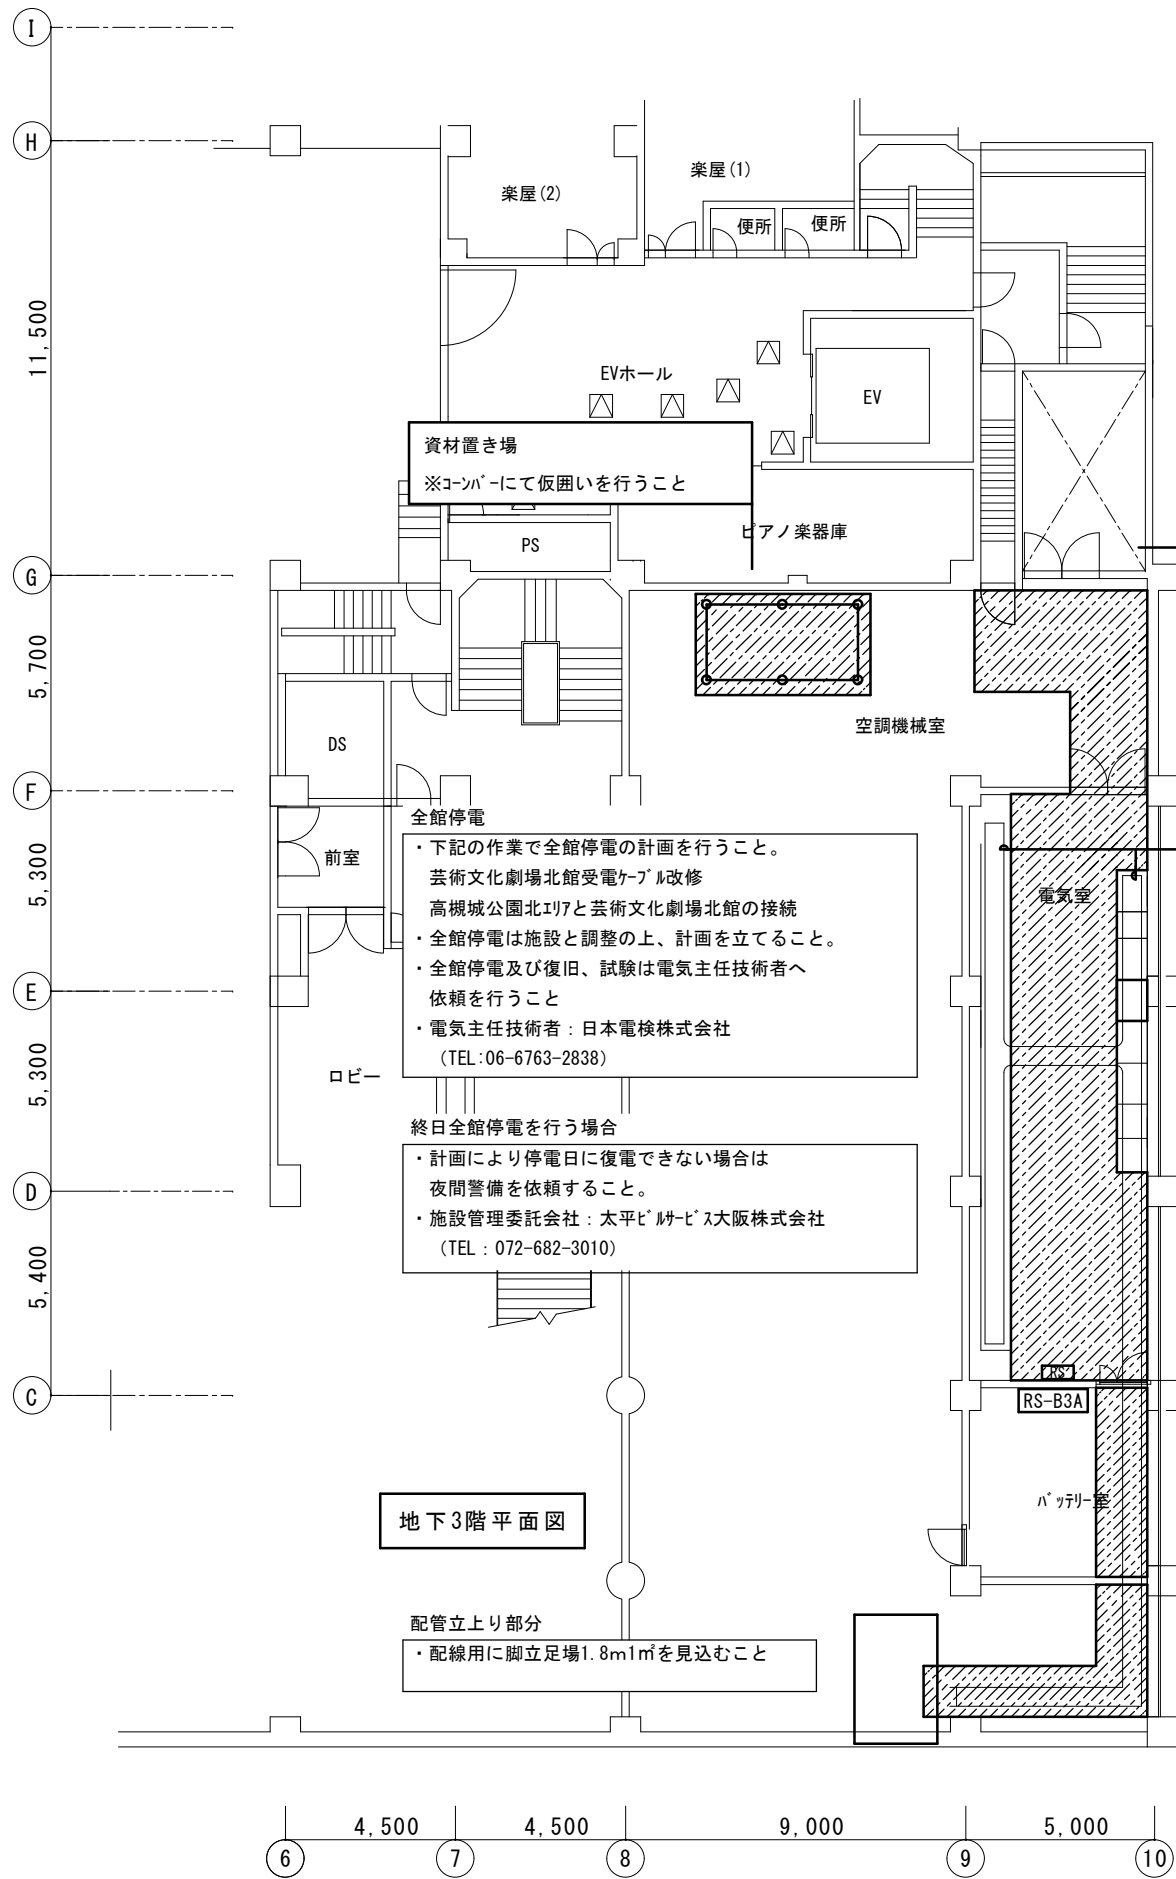 I
H
11,500
G
5,700
F
5,300
E
5,300
D
5,400
C
楽屋(2)
楽屋(1)
便所
便所
EVホール
EV
資材置き場
※ｺｰﾝﾊﾞｰにて仮囲いを行うこと
ピアノ楽器庫
PS
DS
空調機械室
前室
電気室
全館停電
・下記の作業で全館停電の計画を行うこと。
芸術文化劇場北館受電ｹｰﾌﾞﾙ改修
高槻城公園北ｴﾘｱと芸術文化劇場北館の接続
・全館停電は施設と調整の上、計画を立てること。
・全館停電及び復旧、試験は電気主任技術者へ
依頼を行うこと
・電気主任技術者：日本電検株式会社
（TEL:06-6763-2838）
ロビー
終日全館停電を行う場合
・計画により停電日に復電できない場合は
夜間警備を依頼すること。
・施設管理委託会社：太平ﾋﾞﾙｻｰﾋﾞｽ大阪株式会社
（TEL：072-682-3010）
RS
RS-B3A
ﾊﾞｯﾃﾘｰ室
地下3階平面図
配管立上り部分
・配線用に脚立足場1.8m1㎡を見込むこと
4,500
4,500
9,000
5,000
6
7
8
9
10